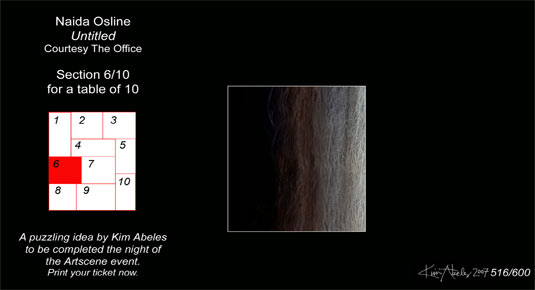 Naida Osline
Untitled
Courtesy The Office
Section 6/10
for a table of 10
1 2 3
4 5
6 7
8 9 10
A puzzling idea by Kim Abeles
to be completed the night of
the Artscene event.
Print your ticket now.
Kim Abeles 2007 516/600